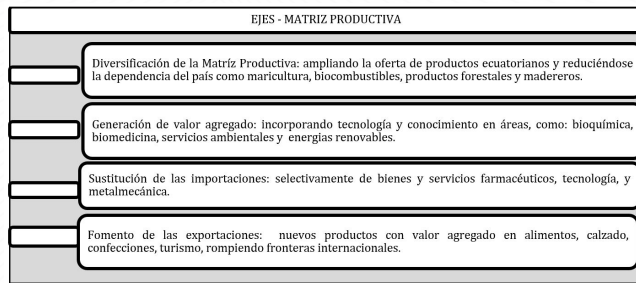 EJES - MATRIZ PRODUCTIVA
Diversificación de la Matríz Productiva: ampliando la oferta de productos ecuatorianos y reduciéndose
la dependencia del país como maricultura, biocombustibles, productos forestales y madereros.
Generación de valor agregado: incorporando tecnología y conocimiento en áreas, como: bioquímica,
biomedicina, servicios ambientales y energias renovables.
Sustitución de las importaciones: selectivamente de bienes y servicios farmacéuticos, tecnología, y
metalmecánica.
Fomento de las exportaciones: nuevos productos con valor agregado en alimentos, calzado,
confecciones, turismo, rompiendo fronteras internacionales.